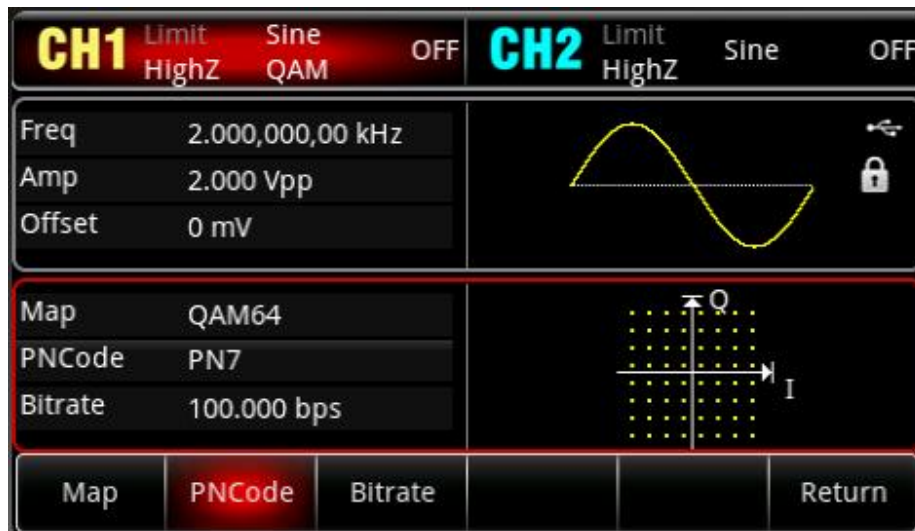 CH1 Limit Sine OFF CH2 Limit Sine OFF
HighZ QAM HighZ
Freq 2.000,000,00 kHz
Amp 2.000 Vpp
Offset 0 mV
Map QAM64
PNCode PN7
Bitrate 100.000 bps
Q
I
Map PNCode Bitrate Return